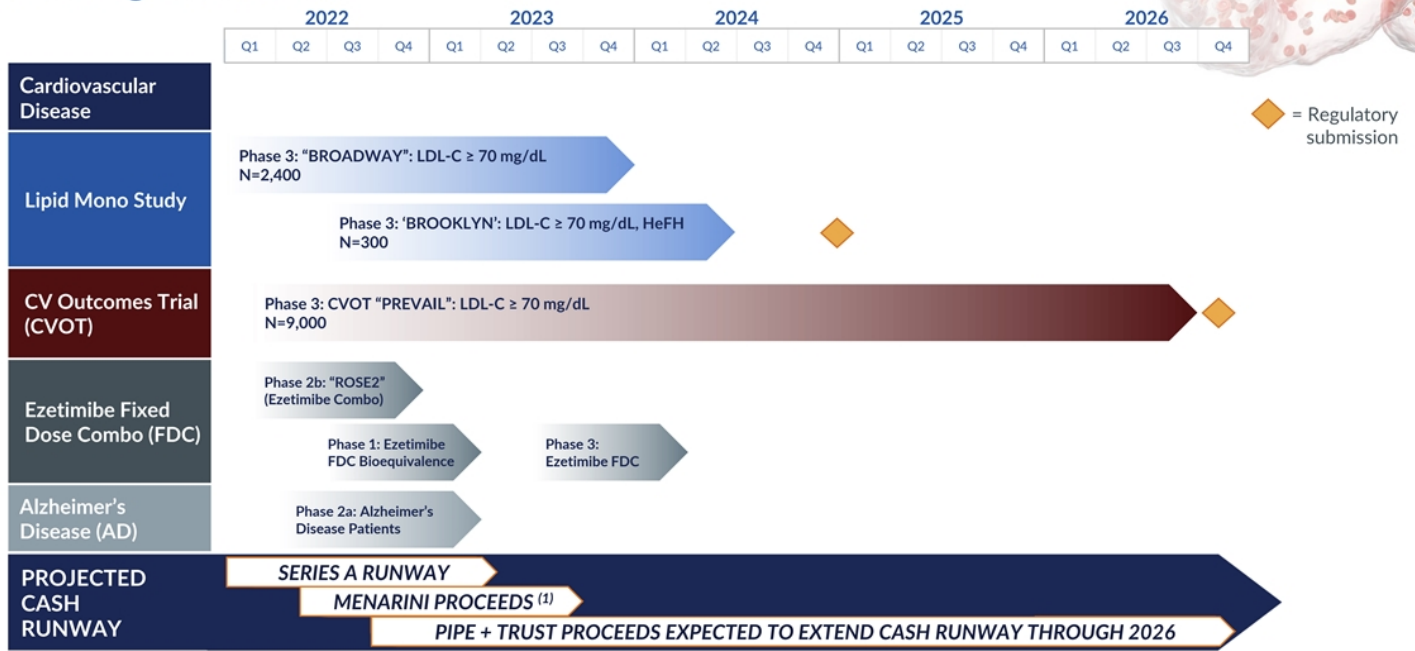 2022 2023 2024 2025 2026
Q1 Q2 Q3 Q4 Q1 Q2 Q3 Q4 Q1 Q2 Q3 Q4 Q1 Q2 Q3 Q4 Q1 Q2 Q3 Q4
= Regulatory
submission
Cardiovascular
Disease
Lipid Mono Study
Phase 3: “BROADWAY”: LDL-C ≥ 70 mg/dL
N=2,400
Phase 3: ‘BROOKLYN’: LDL-C ≥ 70 mg/dL, HeFH
N=300
CV Outcomes Trial
(CVOT)
Phase 3: CVOT “PREVAIL”: LDL-C ≥ 70 mg/dL
N=9,000
Ezetimibe Fixed
Dose Combo (FDC)
Phase 2b: “ROSE2”
(Ezetimibe Combo)
Phase 1: Ezetimibe
FDC Bioequivalence
Phase 3:
Ezetimibe FDC
Alzheimer’s
Disease (AD)
Phase 2a: Alzheimer’s
Disease Patients
PROJECTED
CASH
RUNWAY
SERIES A RUNWAY
MENARINI PROCEEDS (1)
PIPE + TRUST PROCEEDS EXPECTED TO EXTEND CASH RUNWAY THROUGH 2026